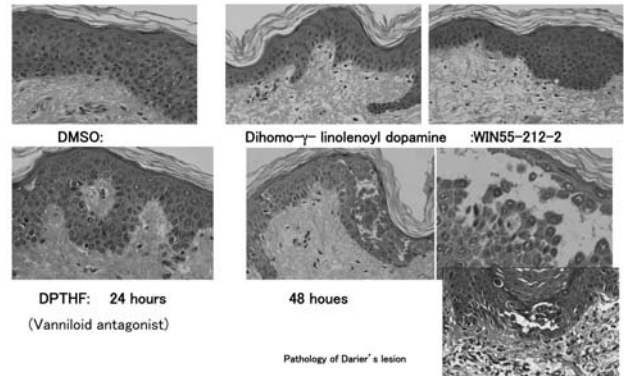 DMSO: Dihomo-γ- linolenoyl dopamine :WIN55-212-2
DPTHF: 24 hours 48 houes
(Vanniloid antagonist)
Pathology of Darier's lesion